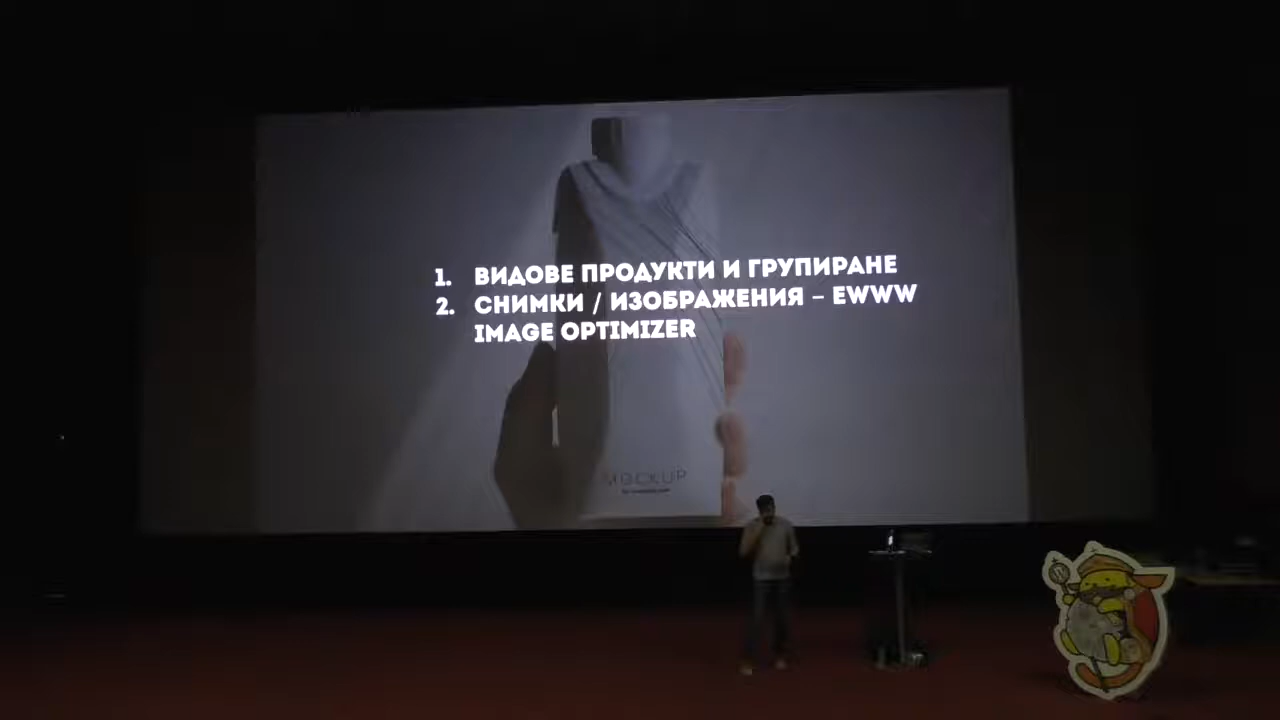 1. ВИДОВЕ ПРОДУКТИ И ГРУПИРАНЕ
2. СНИМКИ / ИЗОБРАЖЕНИЯ – EWWW
IMAGE OPTIMIZER
MOCKUP